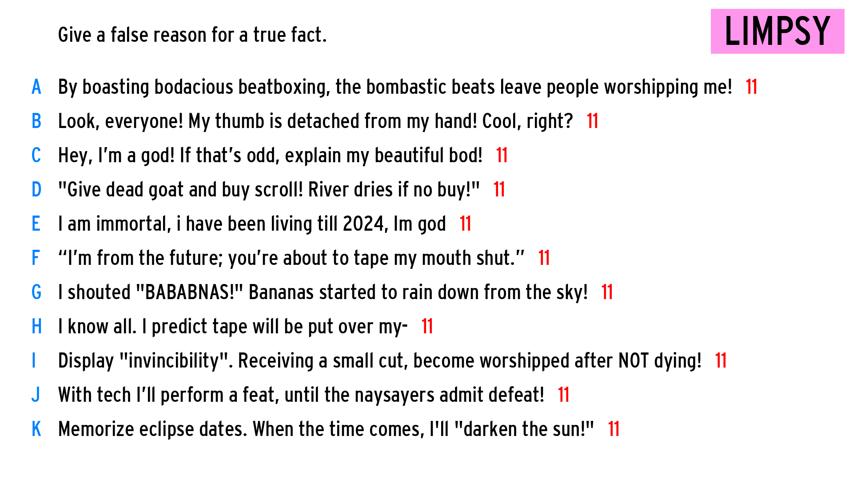 Give a false reason for a true fact.
LIMPSY
A By boasting bodacious beatboxing, the bombastic beats leave people worshipping me! 11
B Look, everyone! My thumb is detached from my hand! Cool, right? 11
C Hey, I'm a god! If that's odd, explain my beautiful bod! 11
D "Give dead goat and buy scroll! River dries if no buy!" 11
E I am immortal, i have been living till 2024, Im god 11
F “I'm from the future; you're about to tape my mouth shut.” 11
G I shouted "BABABNAS!" Bananas started to rain down from the sky! 11
H I know all. I predict tape will be put over my- 11
I Display "invincibility". Receiving a small cut, become worshipped after NOT dying! 11
J With tech I'll perform a feat, until the naysayers admit defeat! 11
K Memorize eclipse dates. When the time comes, I'll "darken the sun!" 11